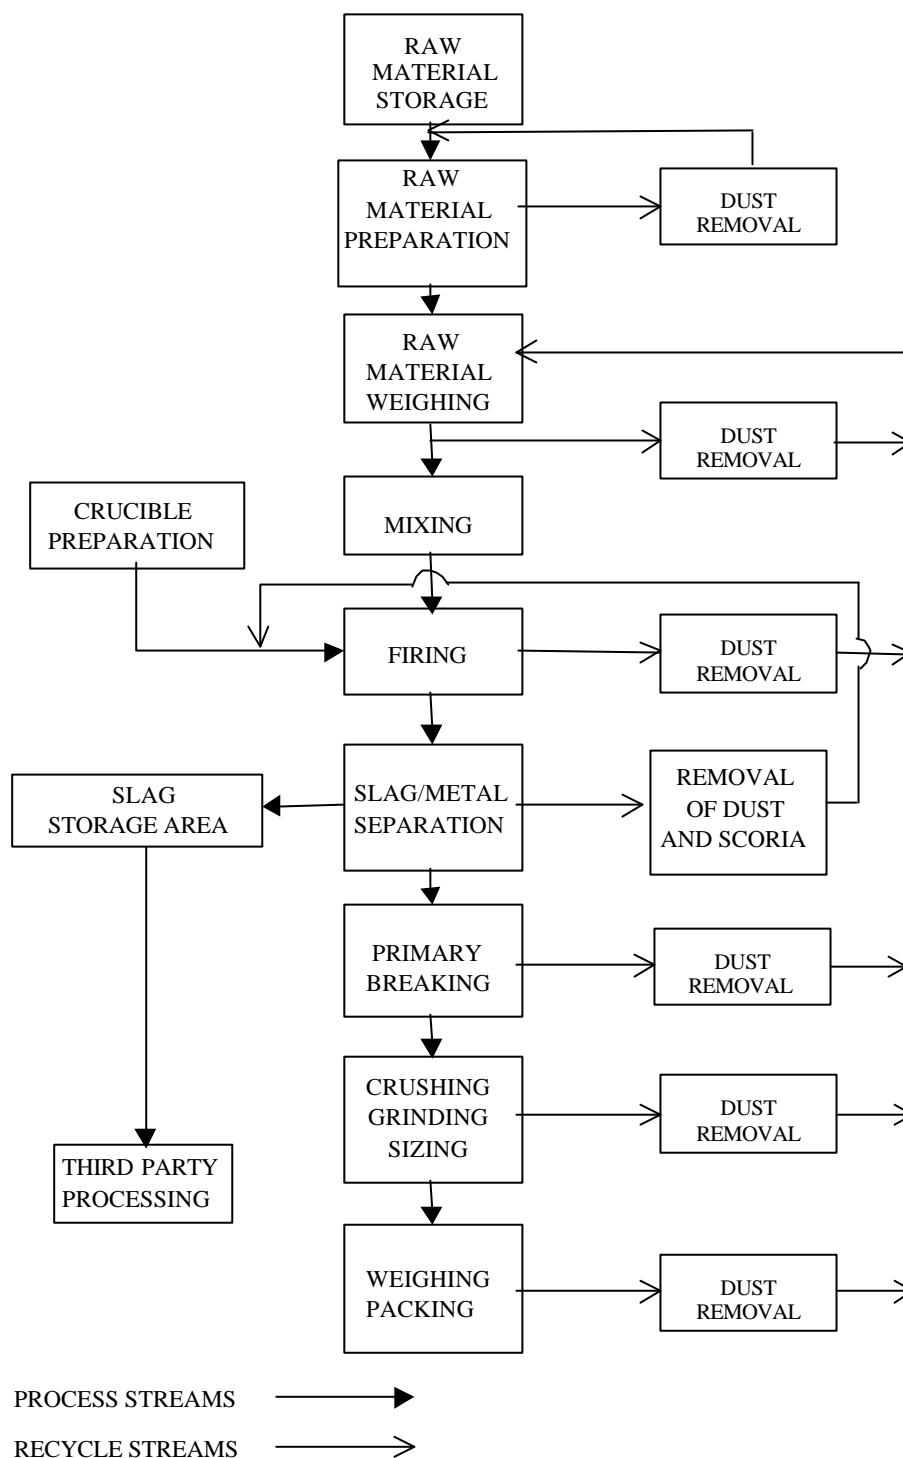 RAW
MATERIAL
STORAGE
RAW
MATERIAL
PREPARATION
DUST
REMOVAL
RAW
MATERIAL
WEIGHING
DUST
REMOVAL
CRUCIBLE
PREPARATION
MIXING
FIRING
DUST
REMOVAL
SLAG
STORAGE AREA
SLAG/METAL
SEPARATION
REMOVAL
OF DUST
AND SCORIA
PRIMARY
BREAKING
DUST
REMOVAL
CRUSHING
GRINDING
SIZING
DUST
REMOVAL
THIRD PARTY
PROCESSING
WEIGHING
PACKING
DUST
REMOVAL
PROCESS STREAMS
RECYCLE STREAMS